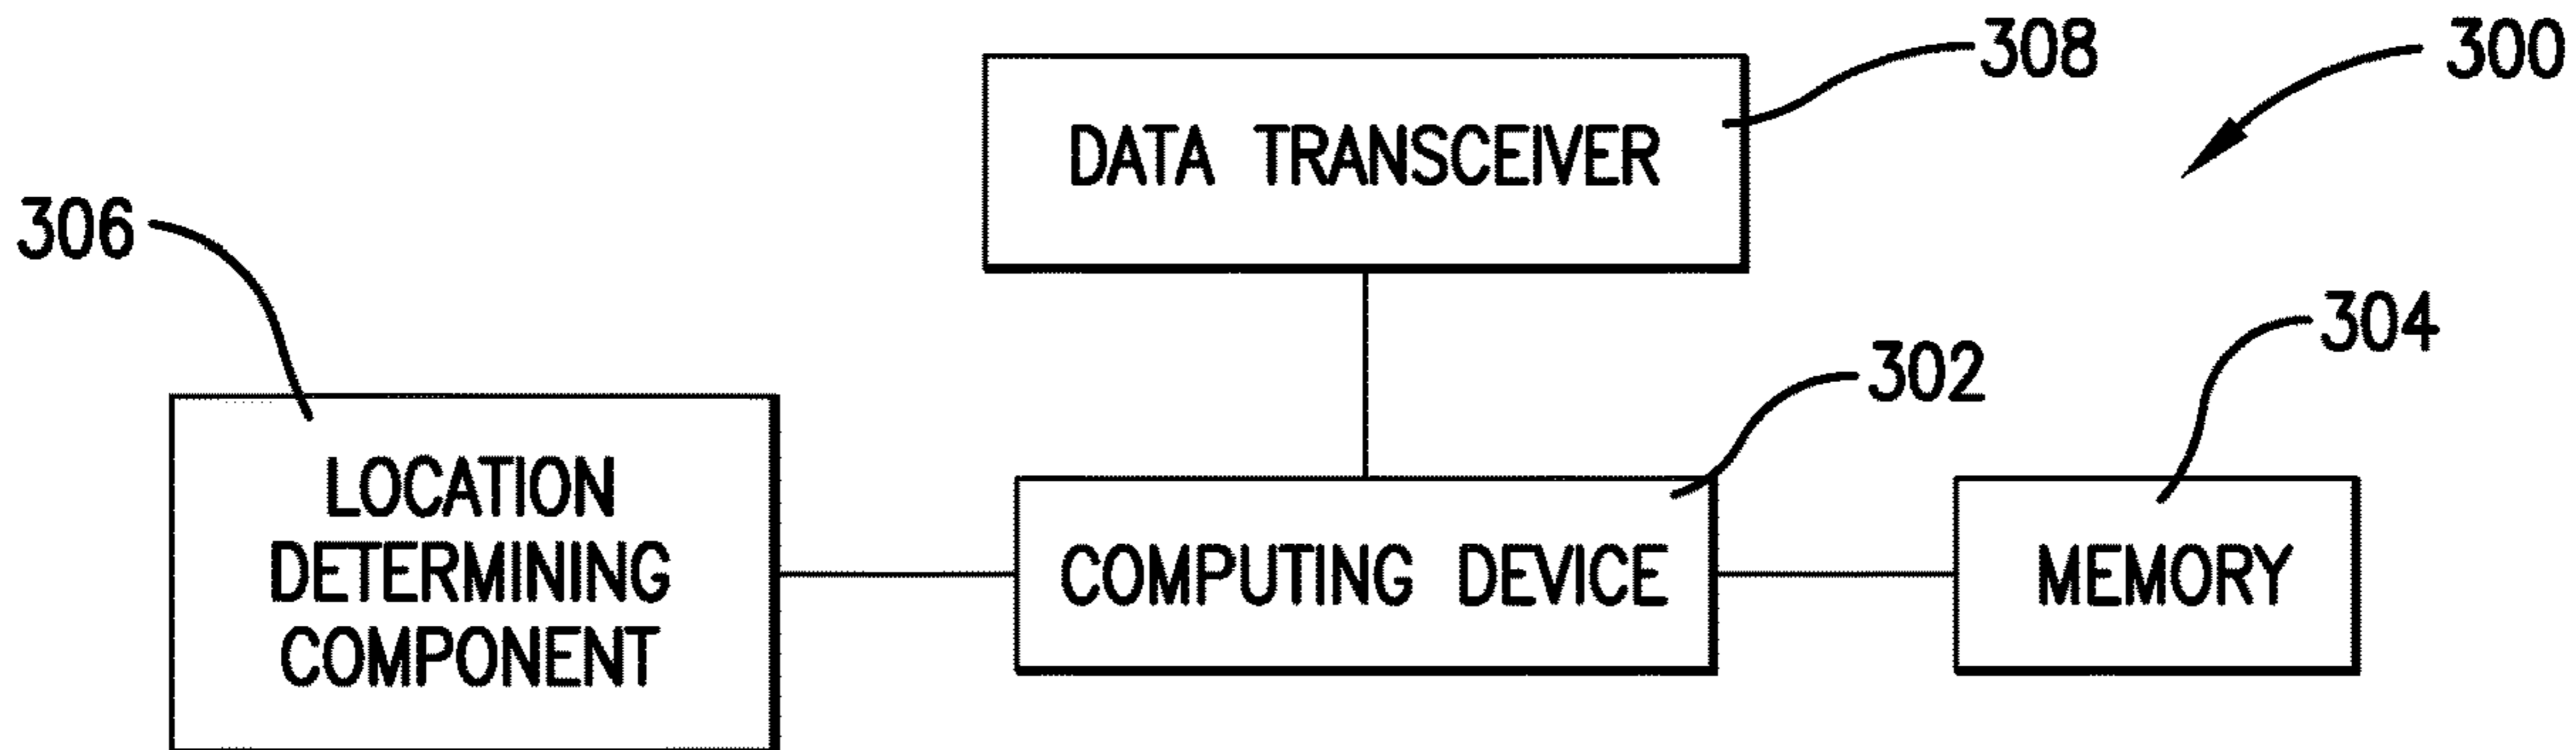 308
300
DATA TRANSCEIVER
306
304
302
LOCATION
DETERMINING
COMPONENT
COMPUTING DEVICE
MEMORY